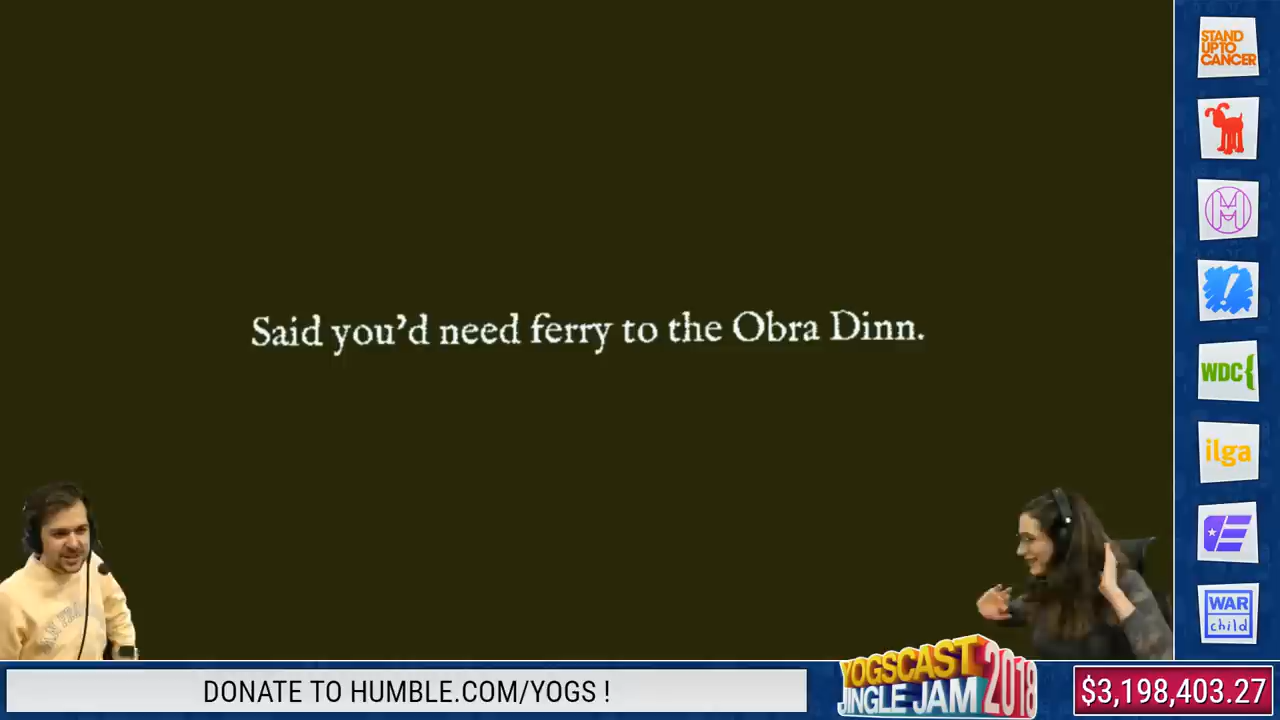 Said you'd need ferry to the Obra Dinn.
STAND
UP TO
CANCER
M
!
WDC{
ilga
E
WAR
child
DONATE TO HUMBLE.COM/YOGS !
YOGSCAST
JINGLE JAM
2018
$3,198,403.27